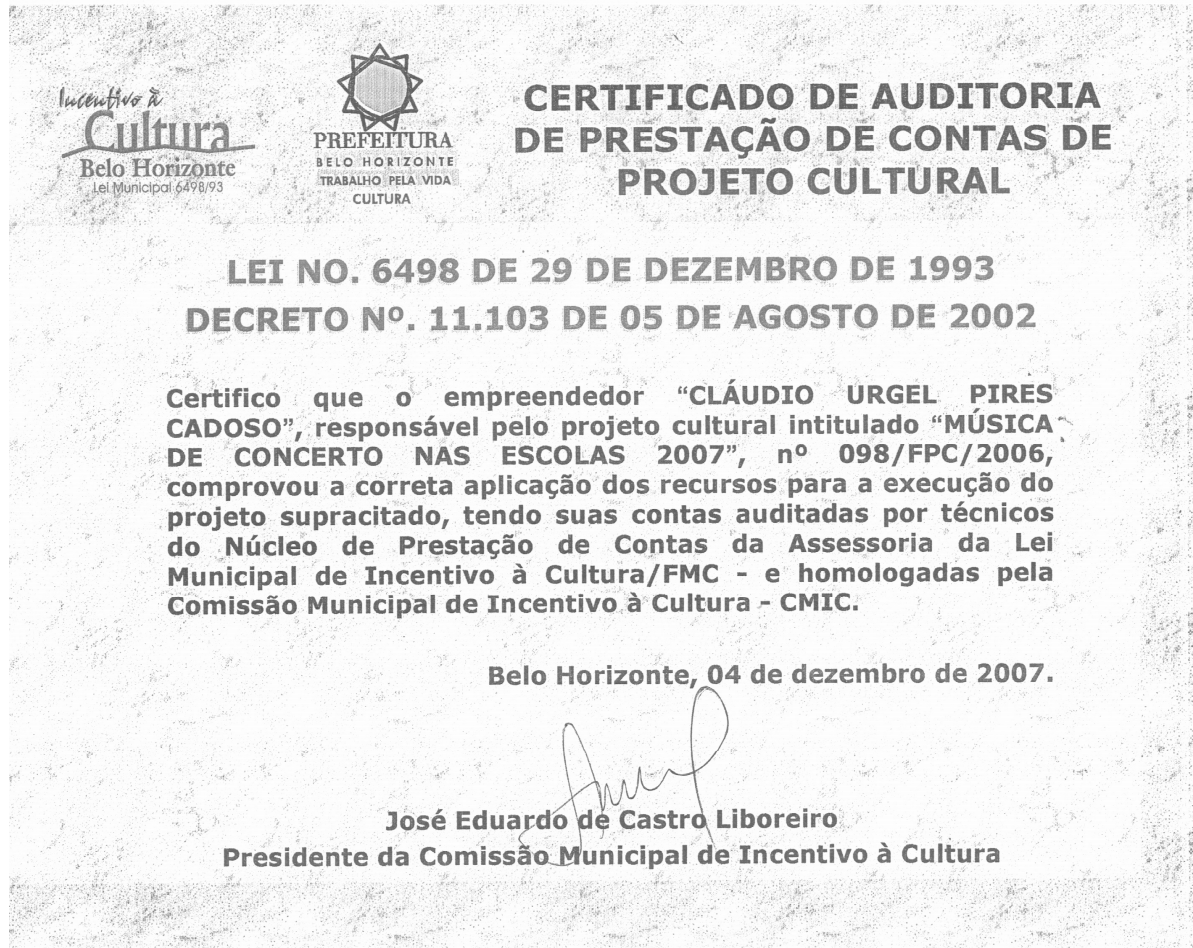 Incentivo à
Cultura
Belo Horizonte
Lei Municipal 6498/93
PREFEITURA
BELO HORIZONTE
TRABALHO PELA VIDA
CULTURA
CERTIFICADO DE AUDITORIA
DE PRESTAÇÃO DE CONTAS DE
PROJETO CULTURAL
LEI NO. 6498 DE 29 DE DEZEMBRO DE 1993
DECRETO Nº. 11.103 DE 05 DE AGOSTO DE 2002
Certifico que o empreendedor “CLÁUDIO URGEL PIRES
CADOSO”, responsável pelo projeto cultural intitulado “MÚSICA
DE CONCERTO NAS ESCOLAS 2007”, nº 098/FPC/2006,
comprovou a correta aplicação dos recursos para a execução do
projeto supracitado, tendo suas contas auditadas por técnicos
do Núcleo de Prestação de Contas da Assessoria da Lei
Municipal de Incentivo à Cultura/FMC - e homologadas pela
Comissão Municipal de Incentivo à Cultura - CMIC.
Belo Horizonte, 04 de dezembro de 2007.
José Eduardo de Castro Liboreiro
Presidente da Comissão Municipal de Incentivo à Cultura